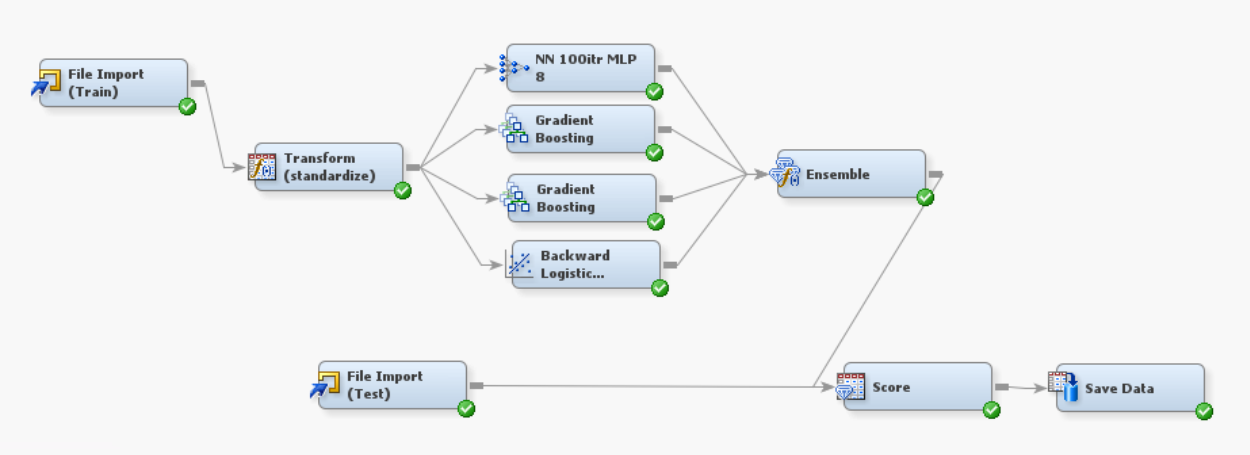 File Import
(Train)
Transform
(standardize)
NN 100itr MLP
8
Gradient
Boosting
Gradient
Boosting
Backward
Logistic...
Ensemble
File Import
(Test)
Score
Save Data